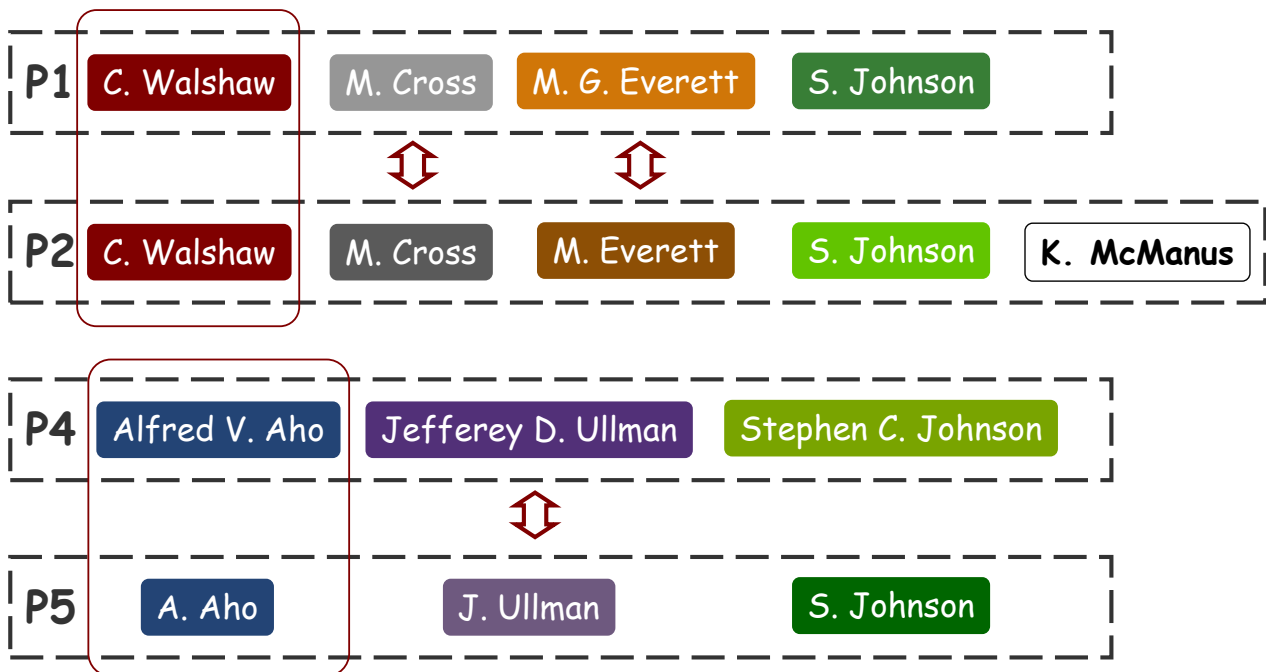 P1 C. Walshaw M. Cross M. G. Everett S. Johnson
P2 C. Walshaw M. Cross M. Everett S. Johnson K. McManus
P4 Alfred V. Aho Jefferey D. Ullman Stephen C. Johnson
P5 A. Aho J. Ullman S. Johnson